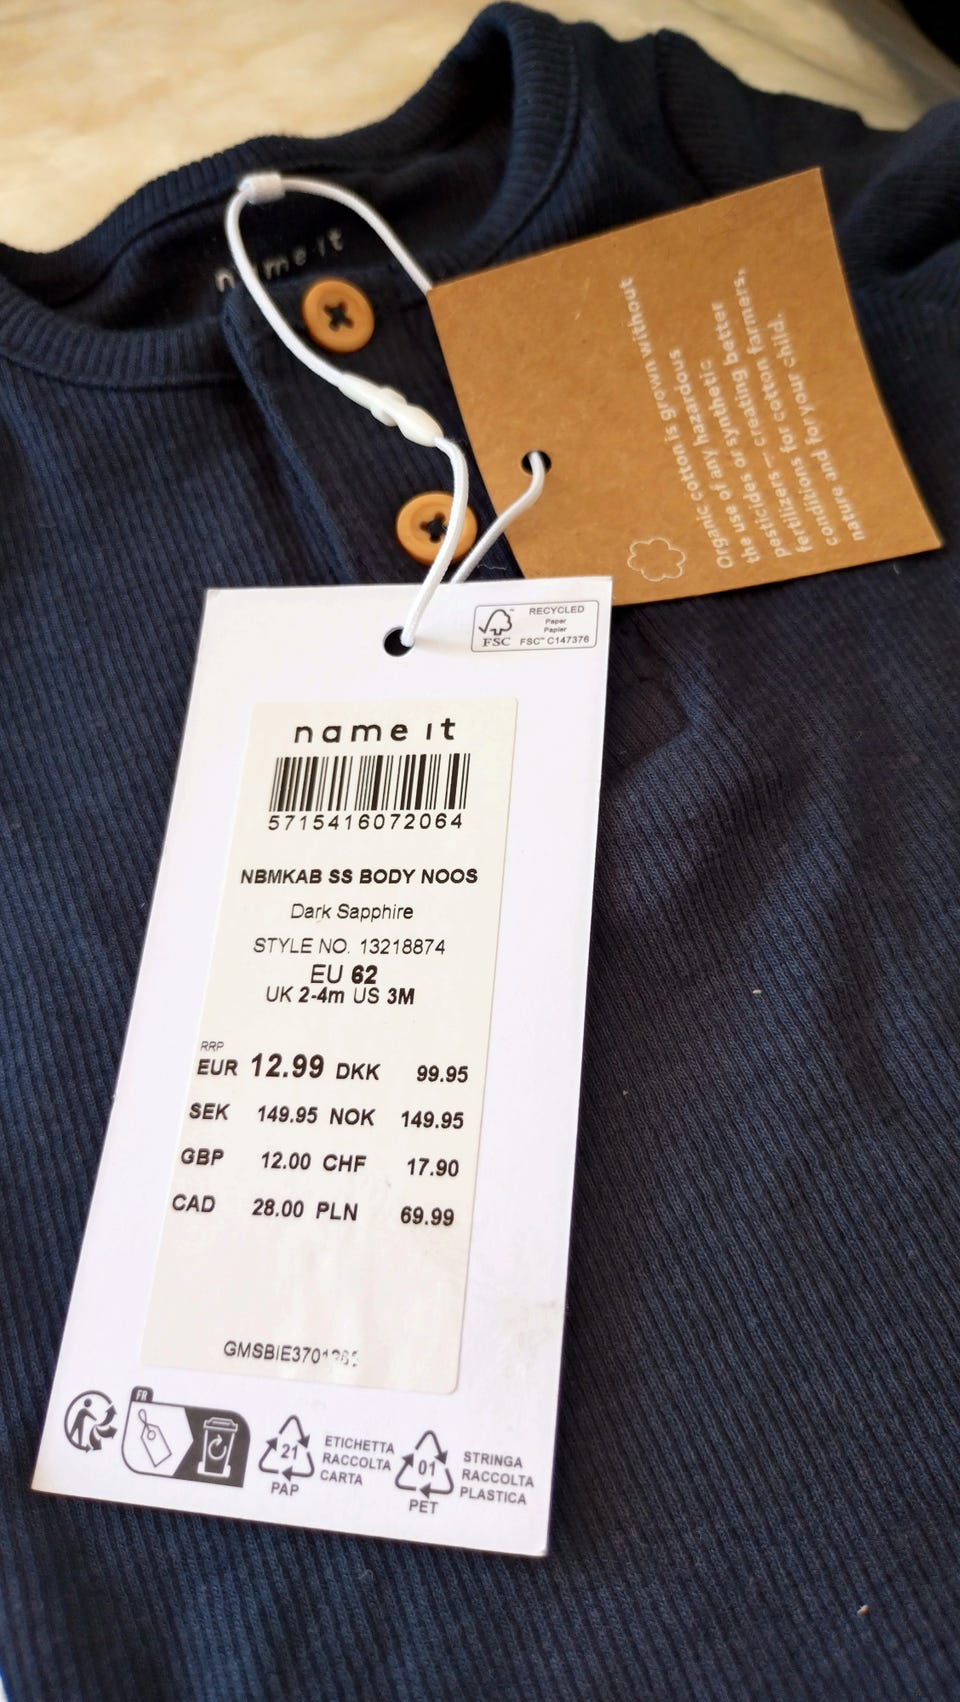 name it
Organic cotton is grown without
the use of any hazardous
pesticides or synthetic
fertilizers — creating better
conditions for cotton farmers,
nature and for your child.
FSC
RECYCLED
Paper
Papier
FSC™ C147376
name it
5715416072064
NBMKAB SS BODY NOOS
Dark Sapphire
STYLE NO. 13218874
EU 62
UK 2-4m US 3M
RRP
EUR 12.99 DKK 99.95
SEK 149.95 NOK 149.95
GBP 12.00 CHF 17.90
CAD 28.00 PLN 69.99
FR
21
PAP
ETICHETTA
RACCOLTA
CARTA
01
PET
STRINGA
RACCOLTA
PLASTICA